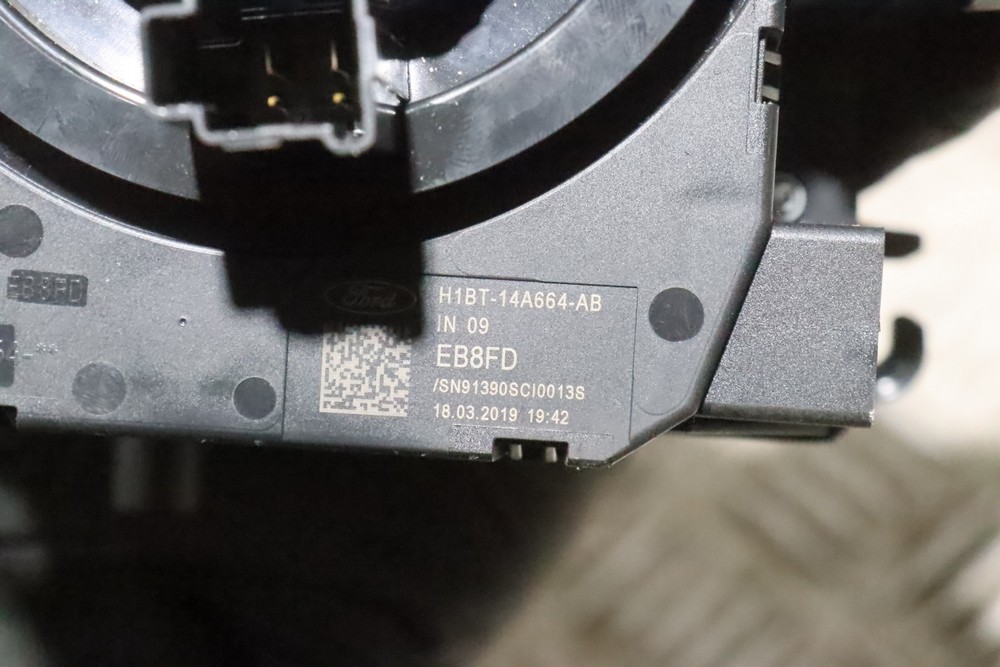 Ford
H1BT-14A664-AB
IN 09
EB8FD
EB8FD
/SN91390SCI0013S
18.03.2019 19:42